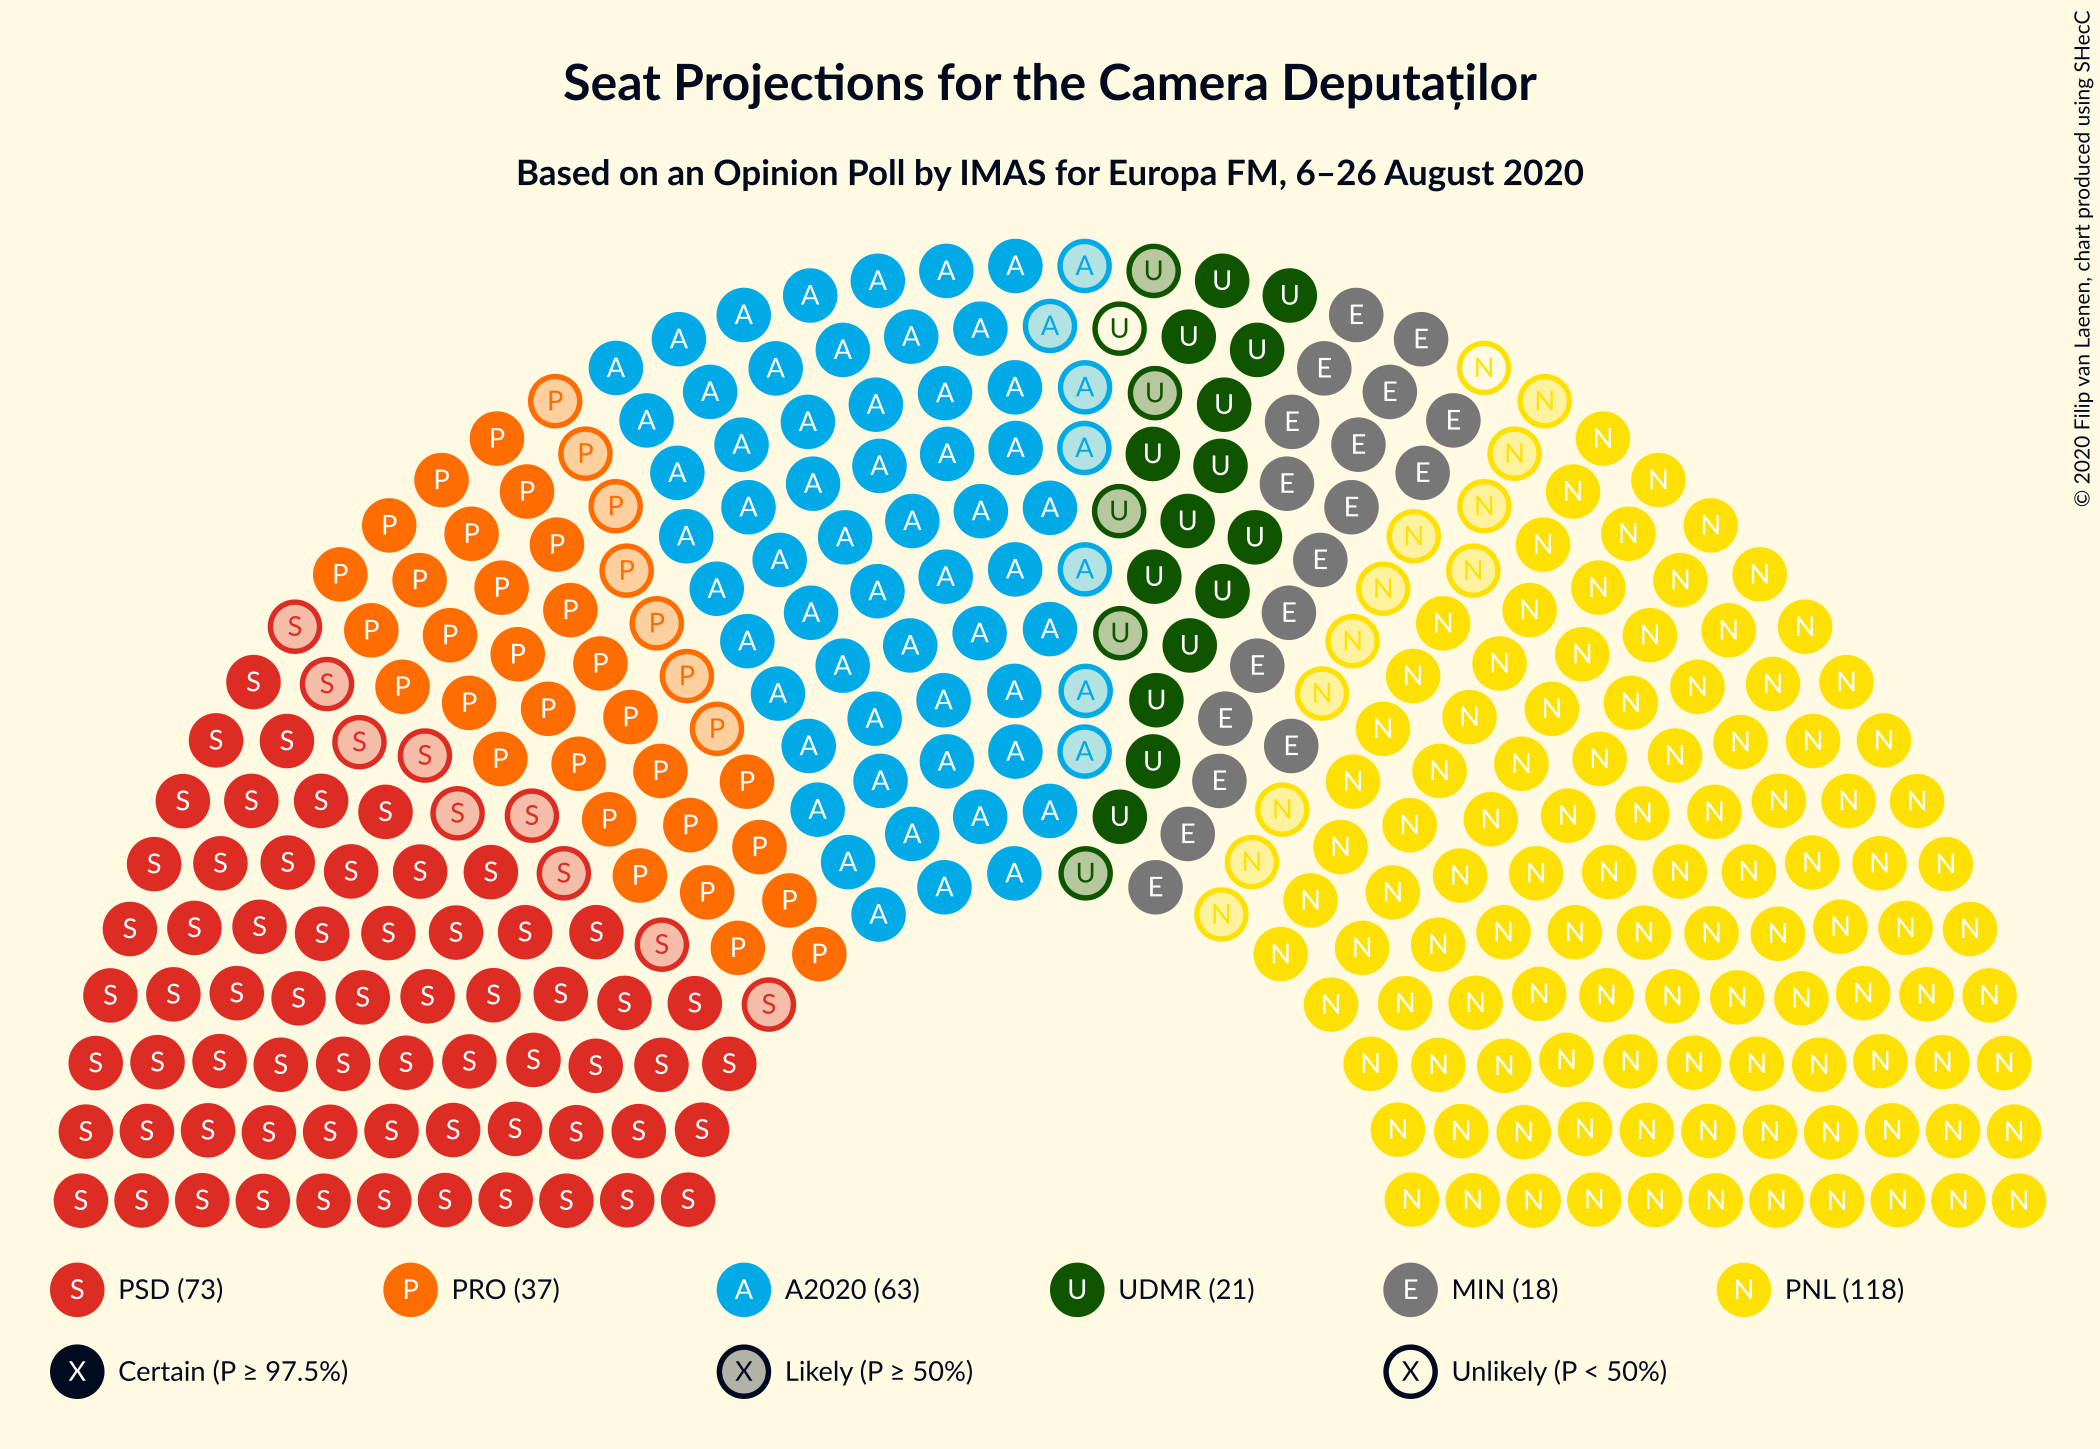 Seat Projections for the Camera Deputaților
Based on an Opinion Poll by IMAS for Europa FM, 6–26 August 2020
© 2020 Filip van Laenen, chart produced using SHecC
S PSD (73)
P PRO (37)
A A2020 (63)
U UDMR (21)
E MIN (18)
N PNL (118)
X Certain (P ≥ 97.5%)
X Likely (P ≥ 50%)
X Unlikely (P < 50%)